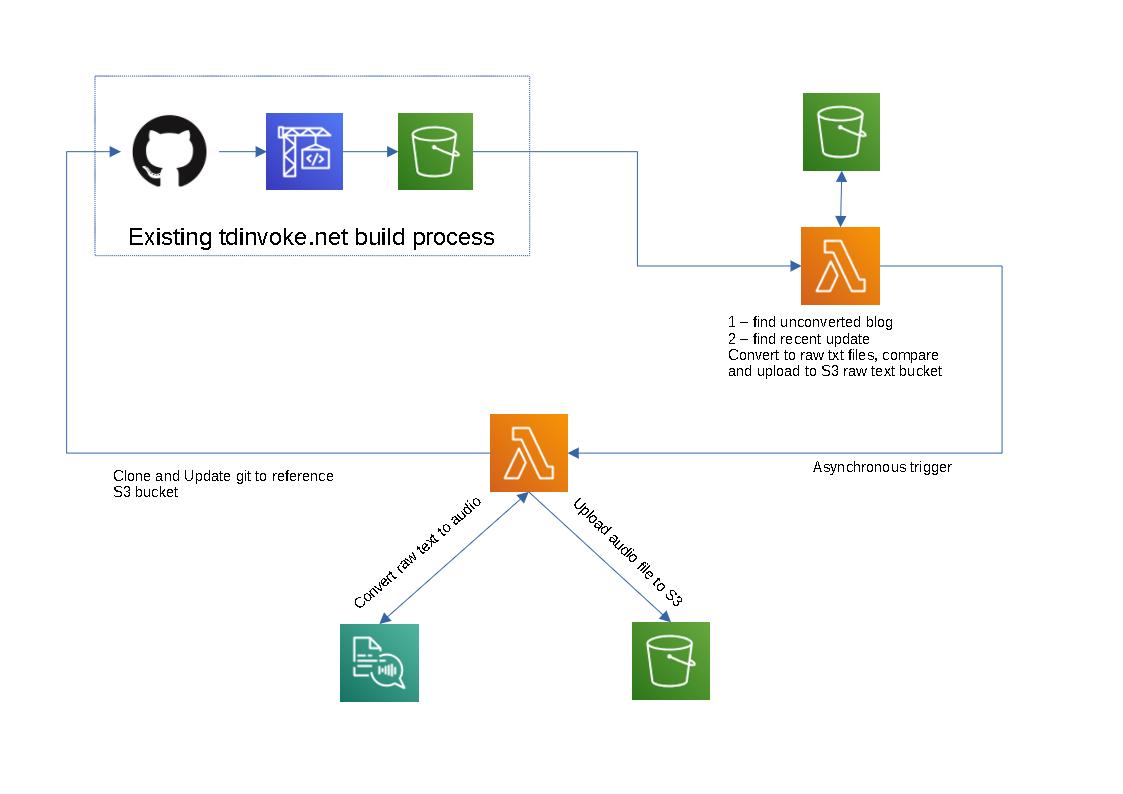 Existing tdinvoke.net build process
1 – find unconverted blog
2 – find recent update
Convert to raw txt files, compare
and upload to S3 raw text bucket
Clone and Update git to reference
S3 bucket
Asynchronous trigger
Convert raw text to audio
Upload audio file to S3